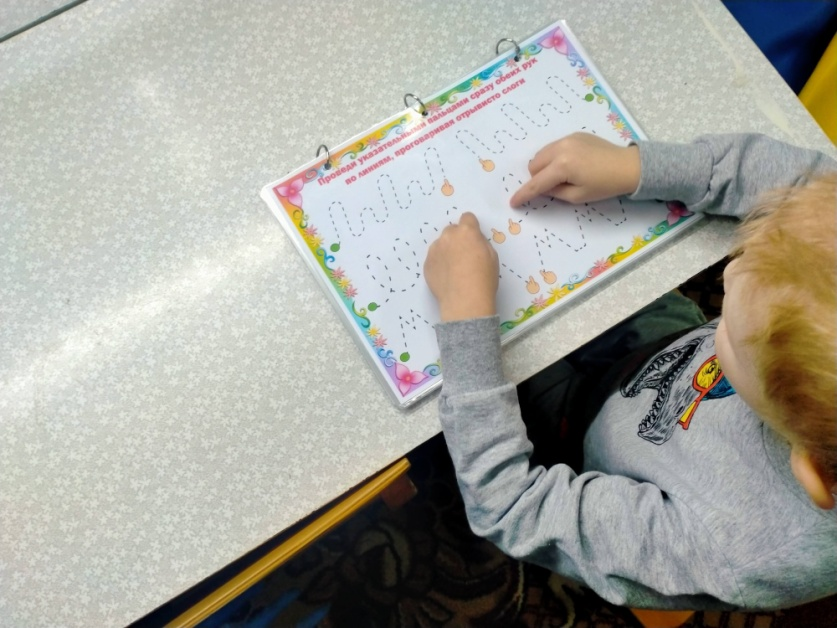 Проведи указательными пальцами сразу обеих рук
по линиям, проговаривая отрывисто слоги